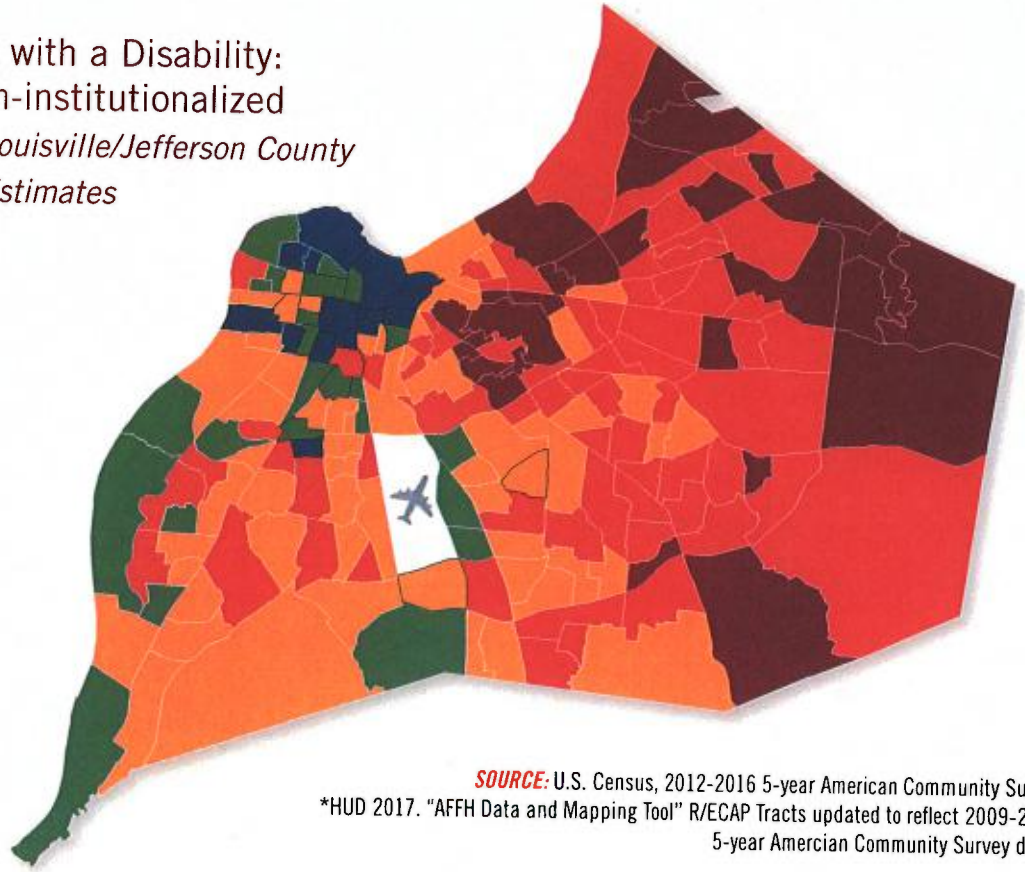 with a Disability:
n-institutionalized
ouisville/Jefferson County
stimates
SOURCE: U.S. Census, 2012-2016 5-year American Community Su
*HUD 2017. "AFFH Data and Mapping Tool" R/ECAP Tracts updated to reflect 2009-2
5-year Amercian Community Survey d